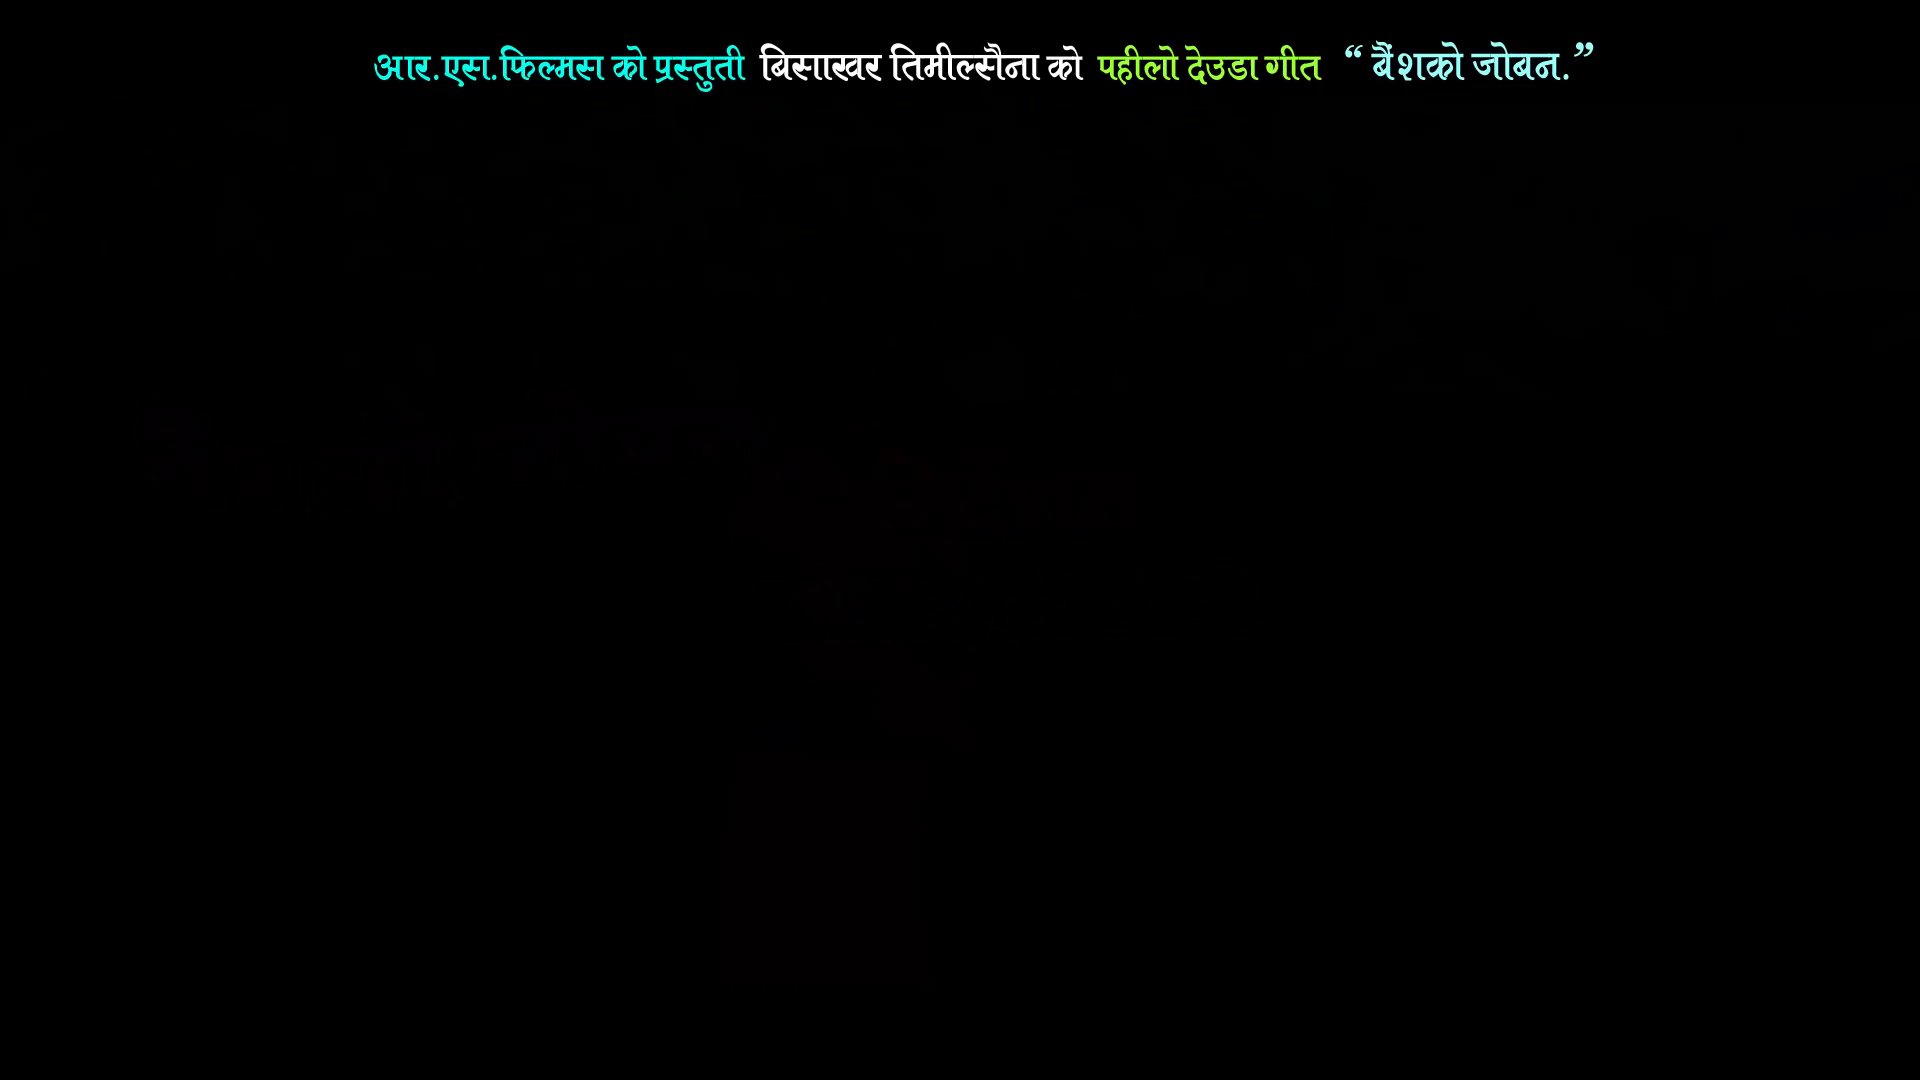 आर.एस.फिल्मस को प्रस्तुती बिसाखर तिमील्सैना को पहीलो देउडा गीत “ बैंशको जोबन.”